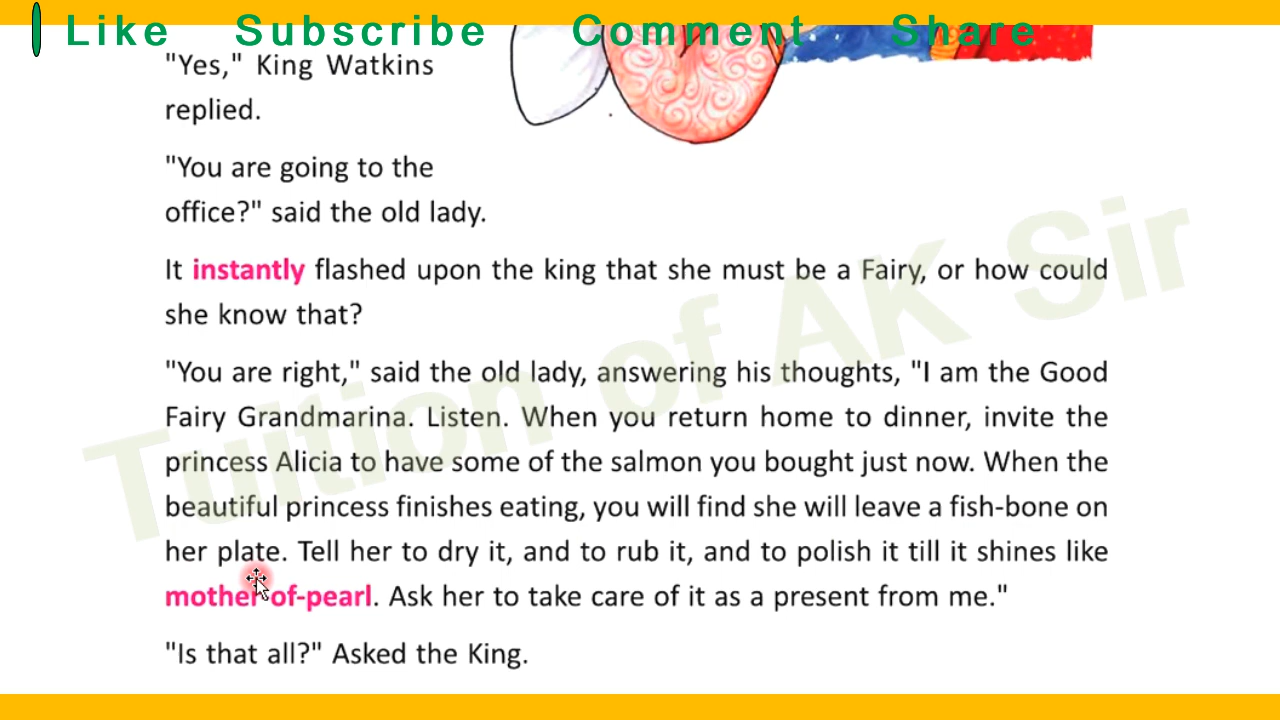 Like Subscribe Comment Share
"Yes," King Watkins
replied.
"You are going to the
office?" said the old lady.
It instantly flashed upon the king that she must be a Fairy, or how could
she know that?
"You are right," said the old lady, answering his thoughts, "I am the Good
Fairy Grandmarina. Listen. When you return home to dinner, invite the
princess Alicia to have some of the salmon you bought just now. When the
beautiful princess finishes eating, you will find she will leave a fish-bone on
her plate. Tell her to dry it, and to rub it, and to polish it till it shines like
mother-of-pearl. Ask her to take care of it as a present from me."
"Is that all?" Asked the King.
Tuition of AK Sir